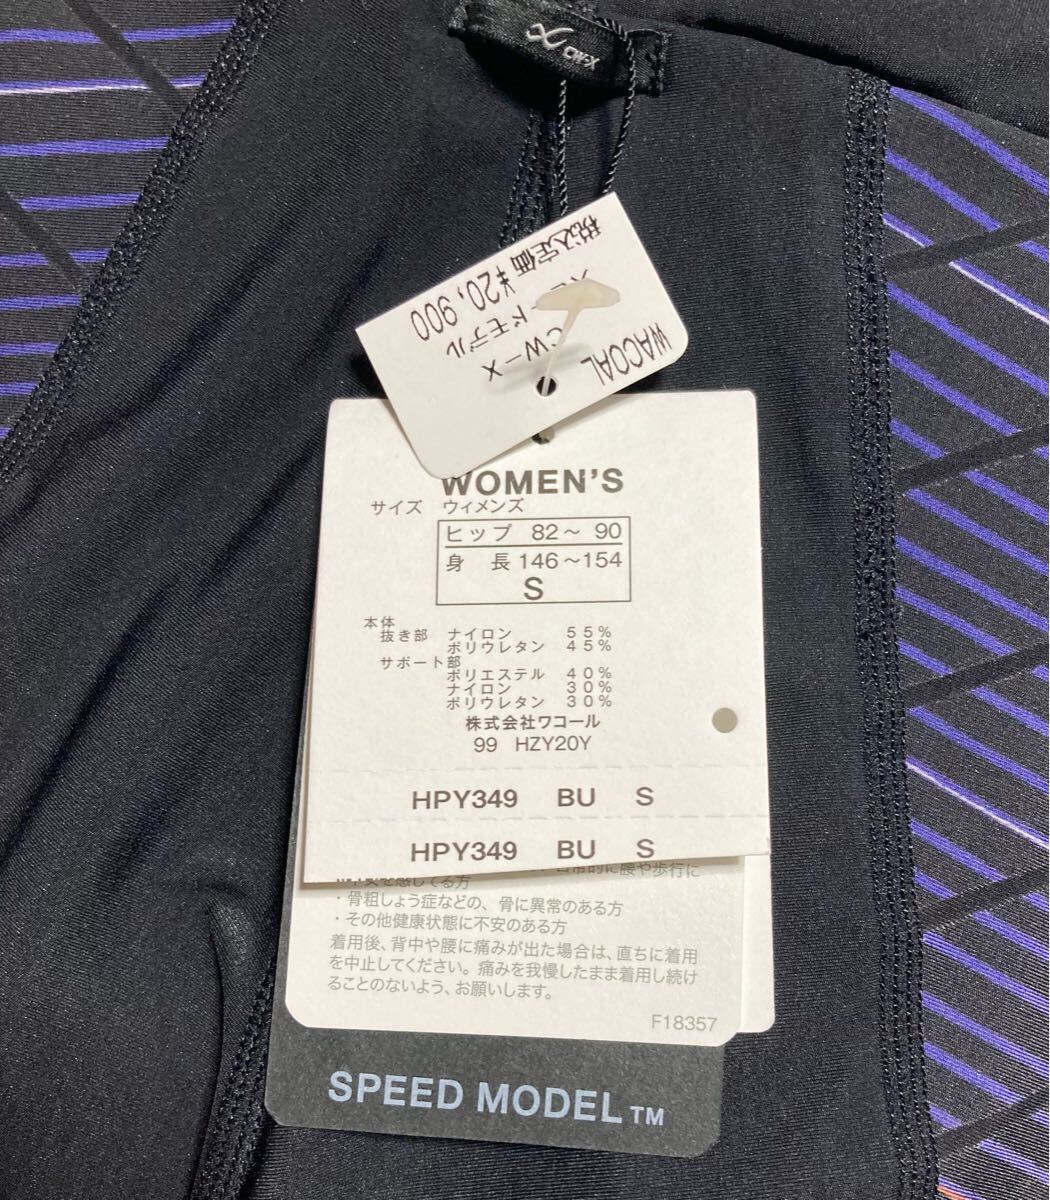 CW-X
WACOAL
CW-X
ドモデル
税込定価 ¥20,900
WOMEN'S
サイズ ウィメンズ
ヒップ 82～ 90
身 長 146～154
S
本体
抜き部 ナイロン 55%
ポリウレタン 45%
サポート部
ポリエステル 40%
ナイロン 30%
ポリウレタン 30%
株式会社ワコール
99 HZY20Y
HPY349 BU S
HPY349 BU S
を感じてる方
・骨粗しょう症などの、骨に異常のある方
・その他健康状態に不安のある方
着用後、背中や腰に痛みが出た場合は、直ちに着用
を中止してください。痛みを我慢したまま着用し続け
ることのないよう、お願いします。
F18357
SPEED MODEL TM